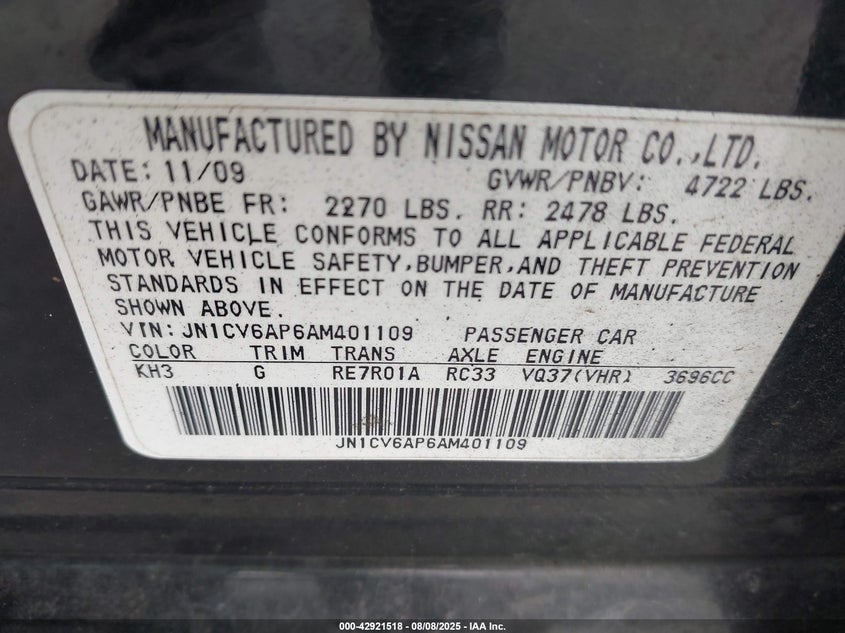 MANUFACTURED BY NISSAN MOTOR CO.,LTD.
DATE: 11/09 GVWR/PNBV: 4722 LBS.
GAWR/PNBE FR: 2270 LBS. RR: 2478 LBS.
THIS VEHICLE CONFORMS TO ALL APPLICABLE FEDERAL
MOTOR VEHICLE SAFETY,BUMPER,AND THEFT PREVENTION
STANDARDS IN EFFECT ON THE DATE OF MANUFACTURE
SHOWN ABOVE.
VIN: JN1CV6AP6AM401109 PASSENGER CAR
COLOR TRIM TRANS AXLE ENGINE
KH3 G RE7R01A RC33 VQ37(VHR) 3696CC
JN1CV6AP6AM401109
000-42921518 - 08/08/2025 - IAA Inc.